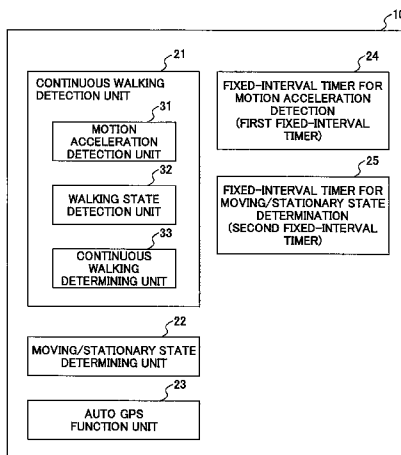 10
21
CONTINUOUS WALKING
DETECTION UNIT
31
MOTION
ACCELERATION
DETECTION UNIT
32
WALKING STATE
DETECTION UNIT
33
CONTINUOUS
WALKING
DETERMINING UNIT
22
MOVING/STATIONARY STATE
DETERMINING UNIT
23
AUTO GPS
FUNCTION UNIT
24
FIXED-INTERVAL TIMER FOR
MOTION ACCELERATION
DETECTION
(FIRST FIXED-INTERVAL
TIMER)
25
FIXED-INTERVAL TIMER FOR
MOVING/STATIONARY STATE
DETERMINATION
(SECOND FIXED-INTERVAL
TIMER)